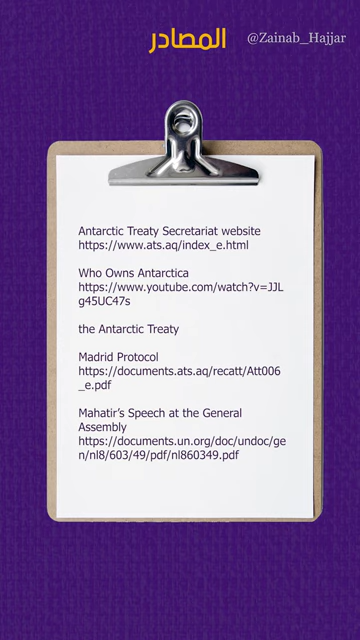 المصادر
@Zainab_Hajjar
Antarctic Treaty Secretariat website
https://www.ats.aq/index_e.html
Who Owns Antarctica
https://www.youtube.com/watch?v=JJL
g45UC47s
the Antarctic Treaty
Madrid Protocol
https://documents.ats.aq/recatt/Att006
_e.pdf
Mahatir’s Speech at the General
Assembly
https://documents.un.org/doc/undoc/ge
n/nl8/603/49/pdf/nl860349.pdf